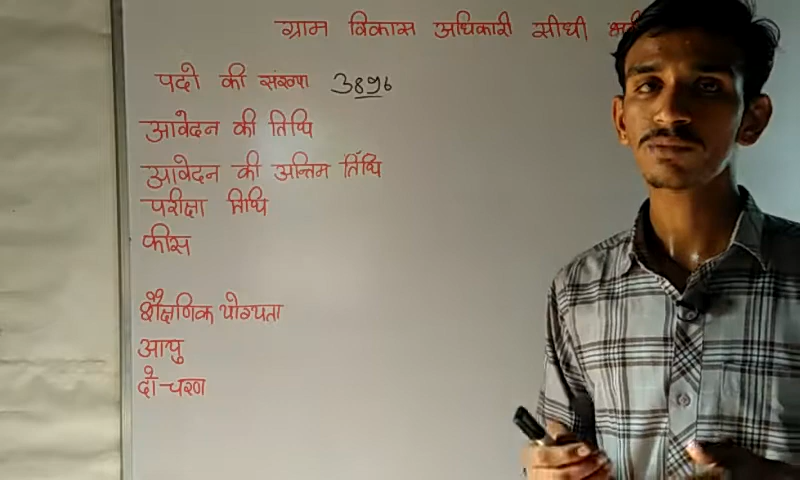 ग्राम विकास अधिकारी सीधी
पदो की संख्या 3896
आवेदन की तिथि
आवेदन की अन्तिम तिथि
परीक्षा तिथि
फीस
शैक्षणिक योग्यता
आयु
दो-चरण